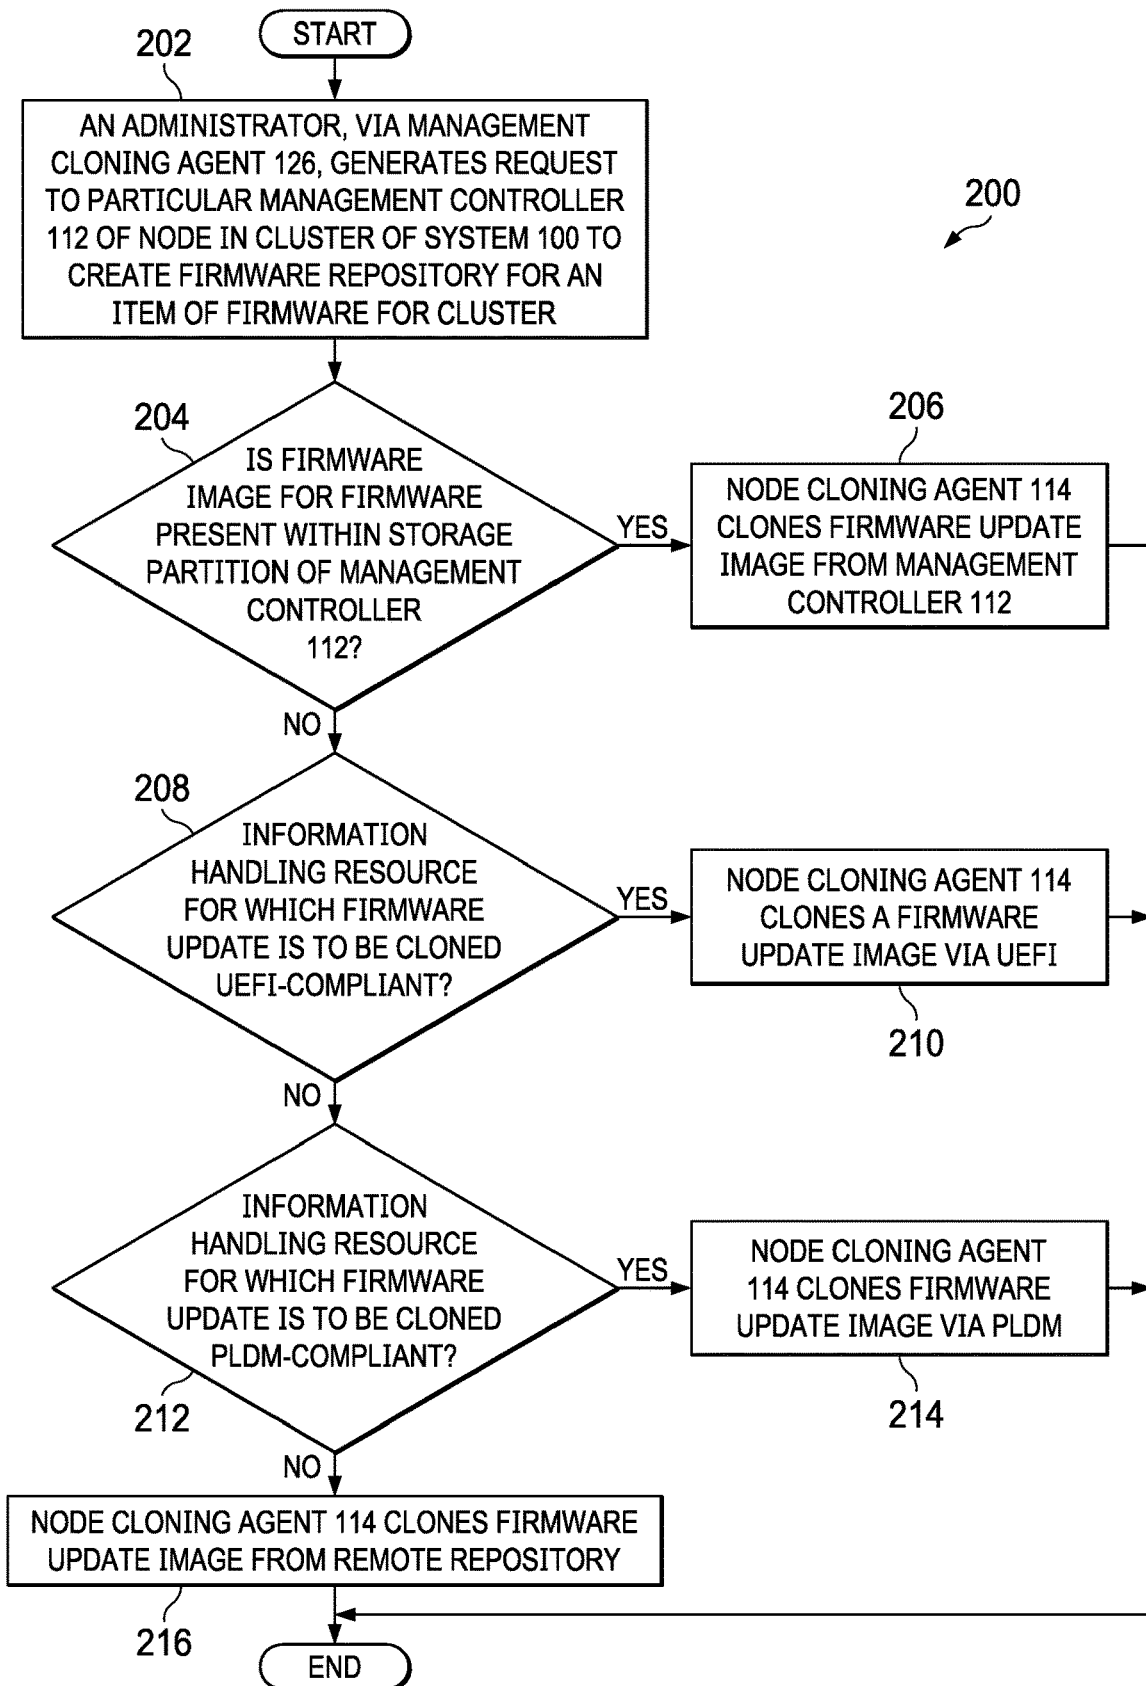 START
202
AN ADMINISTRATOR, VIA MANAGEMENT
CLONING AGENT 126, GENERATES REQUEST
TO PARTICULAR MANAGEMENT CONTROLLER
112 OF NODE IN CLUSTER OF SYSTEM 100 TO
CREATE FIRMWARE REPOSITORY FOR AN
ITEM OF FIRMWARE FOR CLUSTER
200
204
IS FIRMWARE
IMAGE FOR FIRMWARE
PRESENT WITHIN STORAGE
PARTITION OF MANAGEMENT
CONTROLLER
112?
YES
206
NODE CLONING AGENT 114
CLONES FIRMWARE UPDATE
IMAGE FROM MANAGEMENT
CONTROLLER 112
NO
208
INFORMATION
HANDLING RESOURCE
FOR WHICH FIRMWARE
UPDATE IS TO BE CLONED
UEFI-COMPLIANT?
YES
NODE CLONING AGENT 114
CLONES A FIRMWARE
UPDATE IMAGE VIA UEFI
210
NO
INFORMATION
HANDLING RESOURCE
FOR WHICH FIRMWARE
UPDATE IS TO BE CLONED
PLDM-COMPLIANT?
212
YES
NODE CLONING AGENT
114 CLONES FIRMWARE
UPDATE IMAGE VIA PLDM
214
NO
NODE CLONING AGENT 114 CLONES FIRMWARE
UPDATE IMAGE FROM REMOTE REPOSITORY
216
END